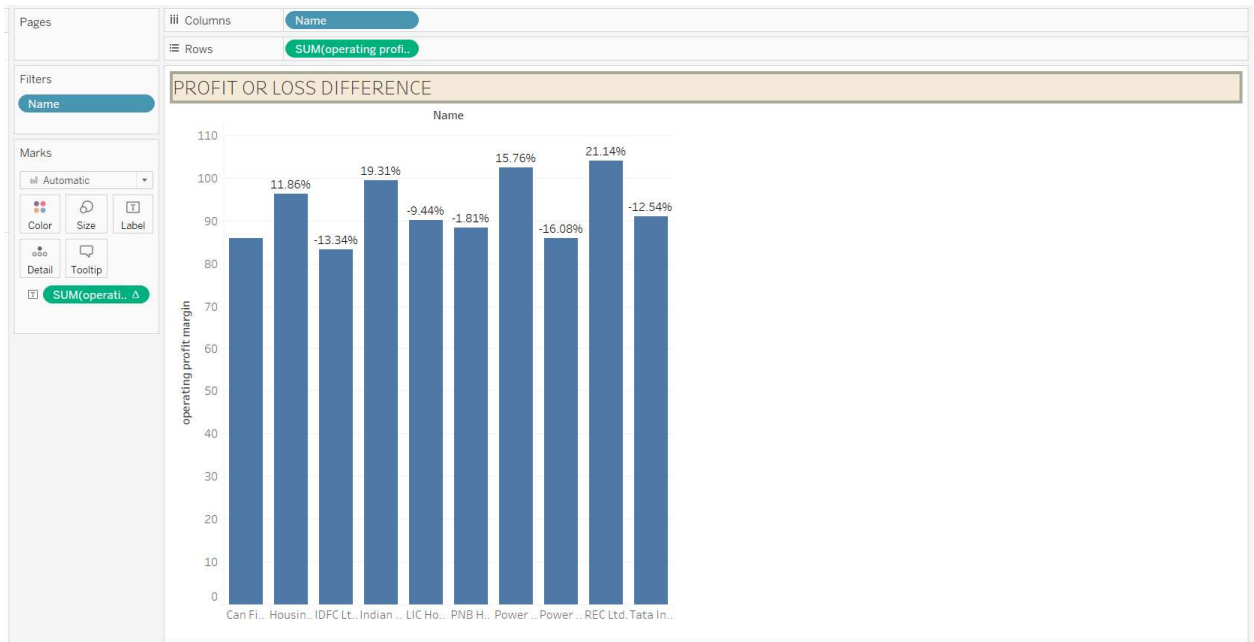 Pages
iii Columns
Name
Rows
SUM(operating profi..
Filters
Name
Marks
Automatic
Color
Size
Label
Detail
Tooltip
SUM(operati.. Δ
PROFIT OR LOSS DIFFERENCE
Name
operating profit margin
110
100
90
80
70
60
50
40
30
20
10
0
11.86%
-13.34%
19.31%
-9.44%
-1.81%
15.76%
-16.08%
21.14%
-12.54%
Can Fi.. Housin.. IDFC Lt.. Indian .. LIC Ho.. PNB H.. Power .. Power .. REC Ltd. Tata In..